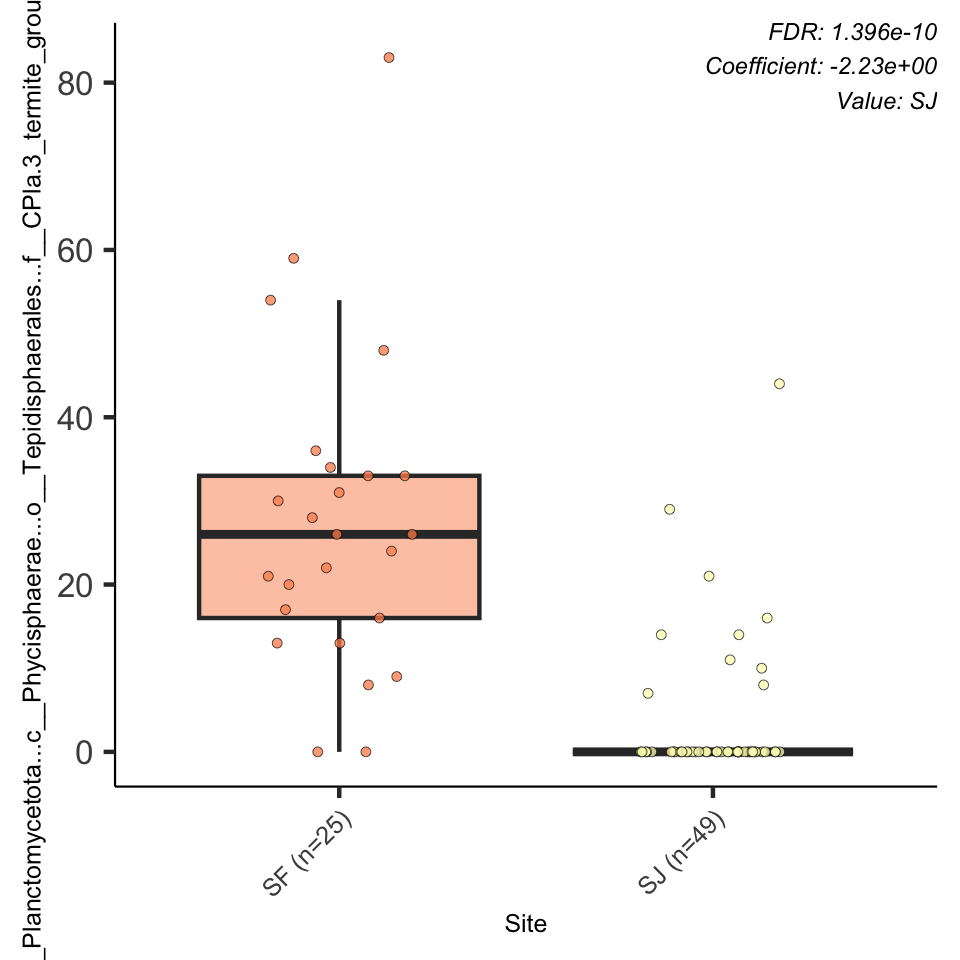 FDR: 1.396e-10
Coefficient: -2.23e+00
Value: SJ
_Planctomycetota...c__Phycisphaerae...o__Tepidisphaerales...f__CPla.3_termite_grou
80
60
40
20
0
SF (n=25)
SJ (n=49)
Site